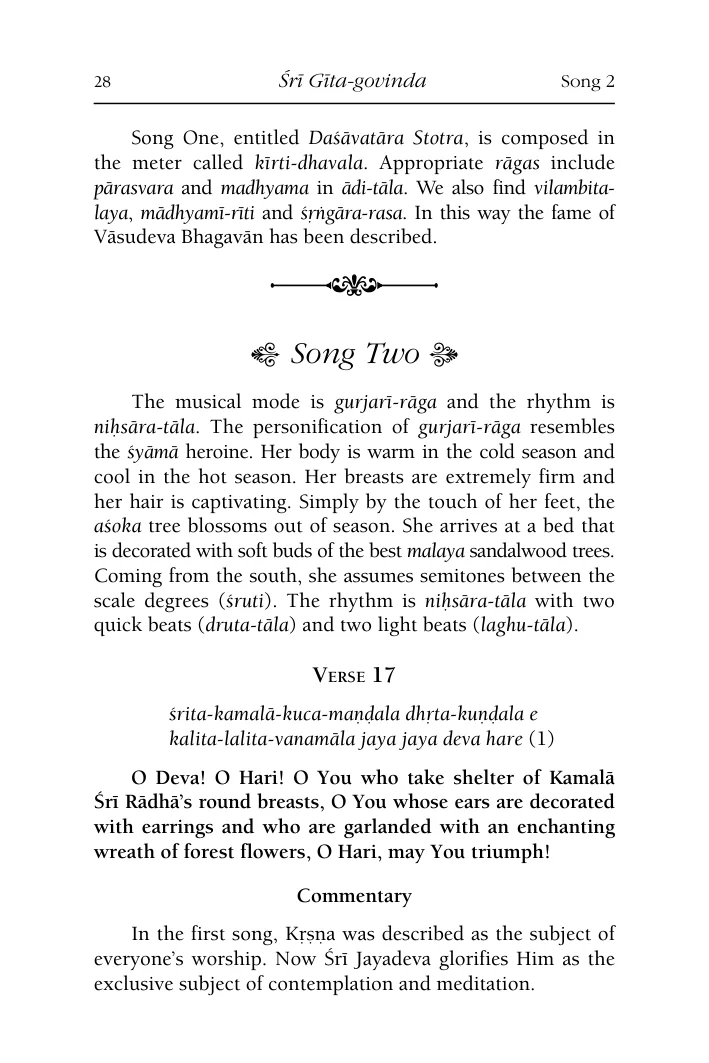 28 Śrī Gīta-govinda Song 2
Song One, entitled Daśāvatāra Stotra, is composed in
the meter called kīrti-dhavala. Appropriate rāgas include
pārasvara and madhyama in ādi-tāla. We also find vilambita-
laya, mādhyamī-rīti and śṛṅgāra-rasa. In this way the fame of
Vāsudeva Bhagavān has been described.
Song Two
The musical mode is gurjarī-rāga and the rhythm is
niḥsāra-tāla. The personification of gurjarī-rāga resembles
the śyāmā heroine. Her body is warm in the cold season and
cool in the hot season. Her breasts are extremely firm and
her hair is captivating. Simply by the touch of her feet, the
aśoka tree blossoms out of season. She arrives at a bed that
is decorated with soft buds of the best malaya sandalwood trees.
Coming from the south, she assumes semitones between the
scale degrees (śruti). The rhythm is niḥsāra-tāla with two
quick beats (druta-tāla) and two light beats (laghu-tāla).
Verse 17
śrita-kamalā-kuca-maṇḍala dhṛta-kuṇḍala e
kalita-lalita-vanamāla jaya jaya deva hare (1)
O Deva! O Hari! O You who take shelter of Kamalā
Śrī Rādhā's round breasts, O You whose ears are decorated
with earrings and who are garlanded with an enchanting
wreath of forest flowers, O Hari, may You triumph!
Commentary
In the first song, Kṛṣṇa was described as the subject of
everyone's worship. Now Śrī Jayadeva glorifies Him as the
exclusive subject of contemplation and meditation.